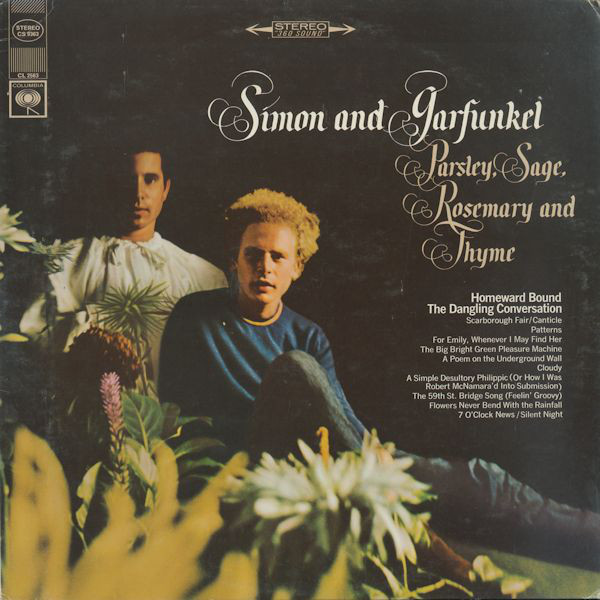 STEREO
CS 9363
CL 2563
COLUMBIA
STEREO
"360 SOUND"
Simon and Garfunkel
Parsley, Sage,
Rosemary and
Thyme
Homeward Bound
The Dangling Conversation
Scarborough Fair/Canticle
Patterns
For Emily, Whenever I May Find Her
The Big Bright Green Pleasure Machine
A Poem on the Underground Wall
Cloudy
A Simple Desultory Philippic (Or How I Was
Robert McNamara'd Into Submission)
The 59th St. Bridge Song (Feelin' Groovy)
Flowers Never Bend With the Rainfall
7 O'Clock News/Silent Night